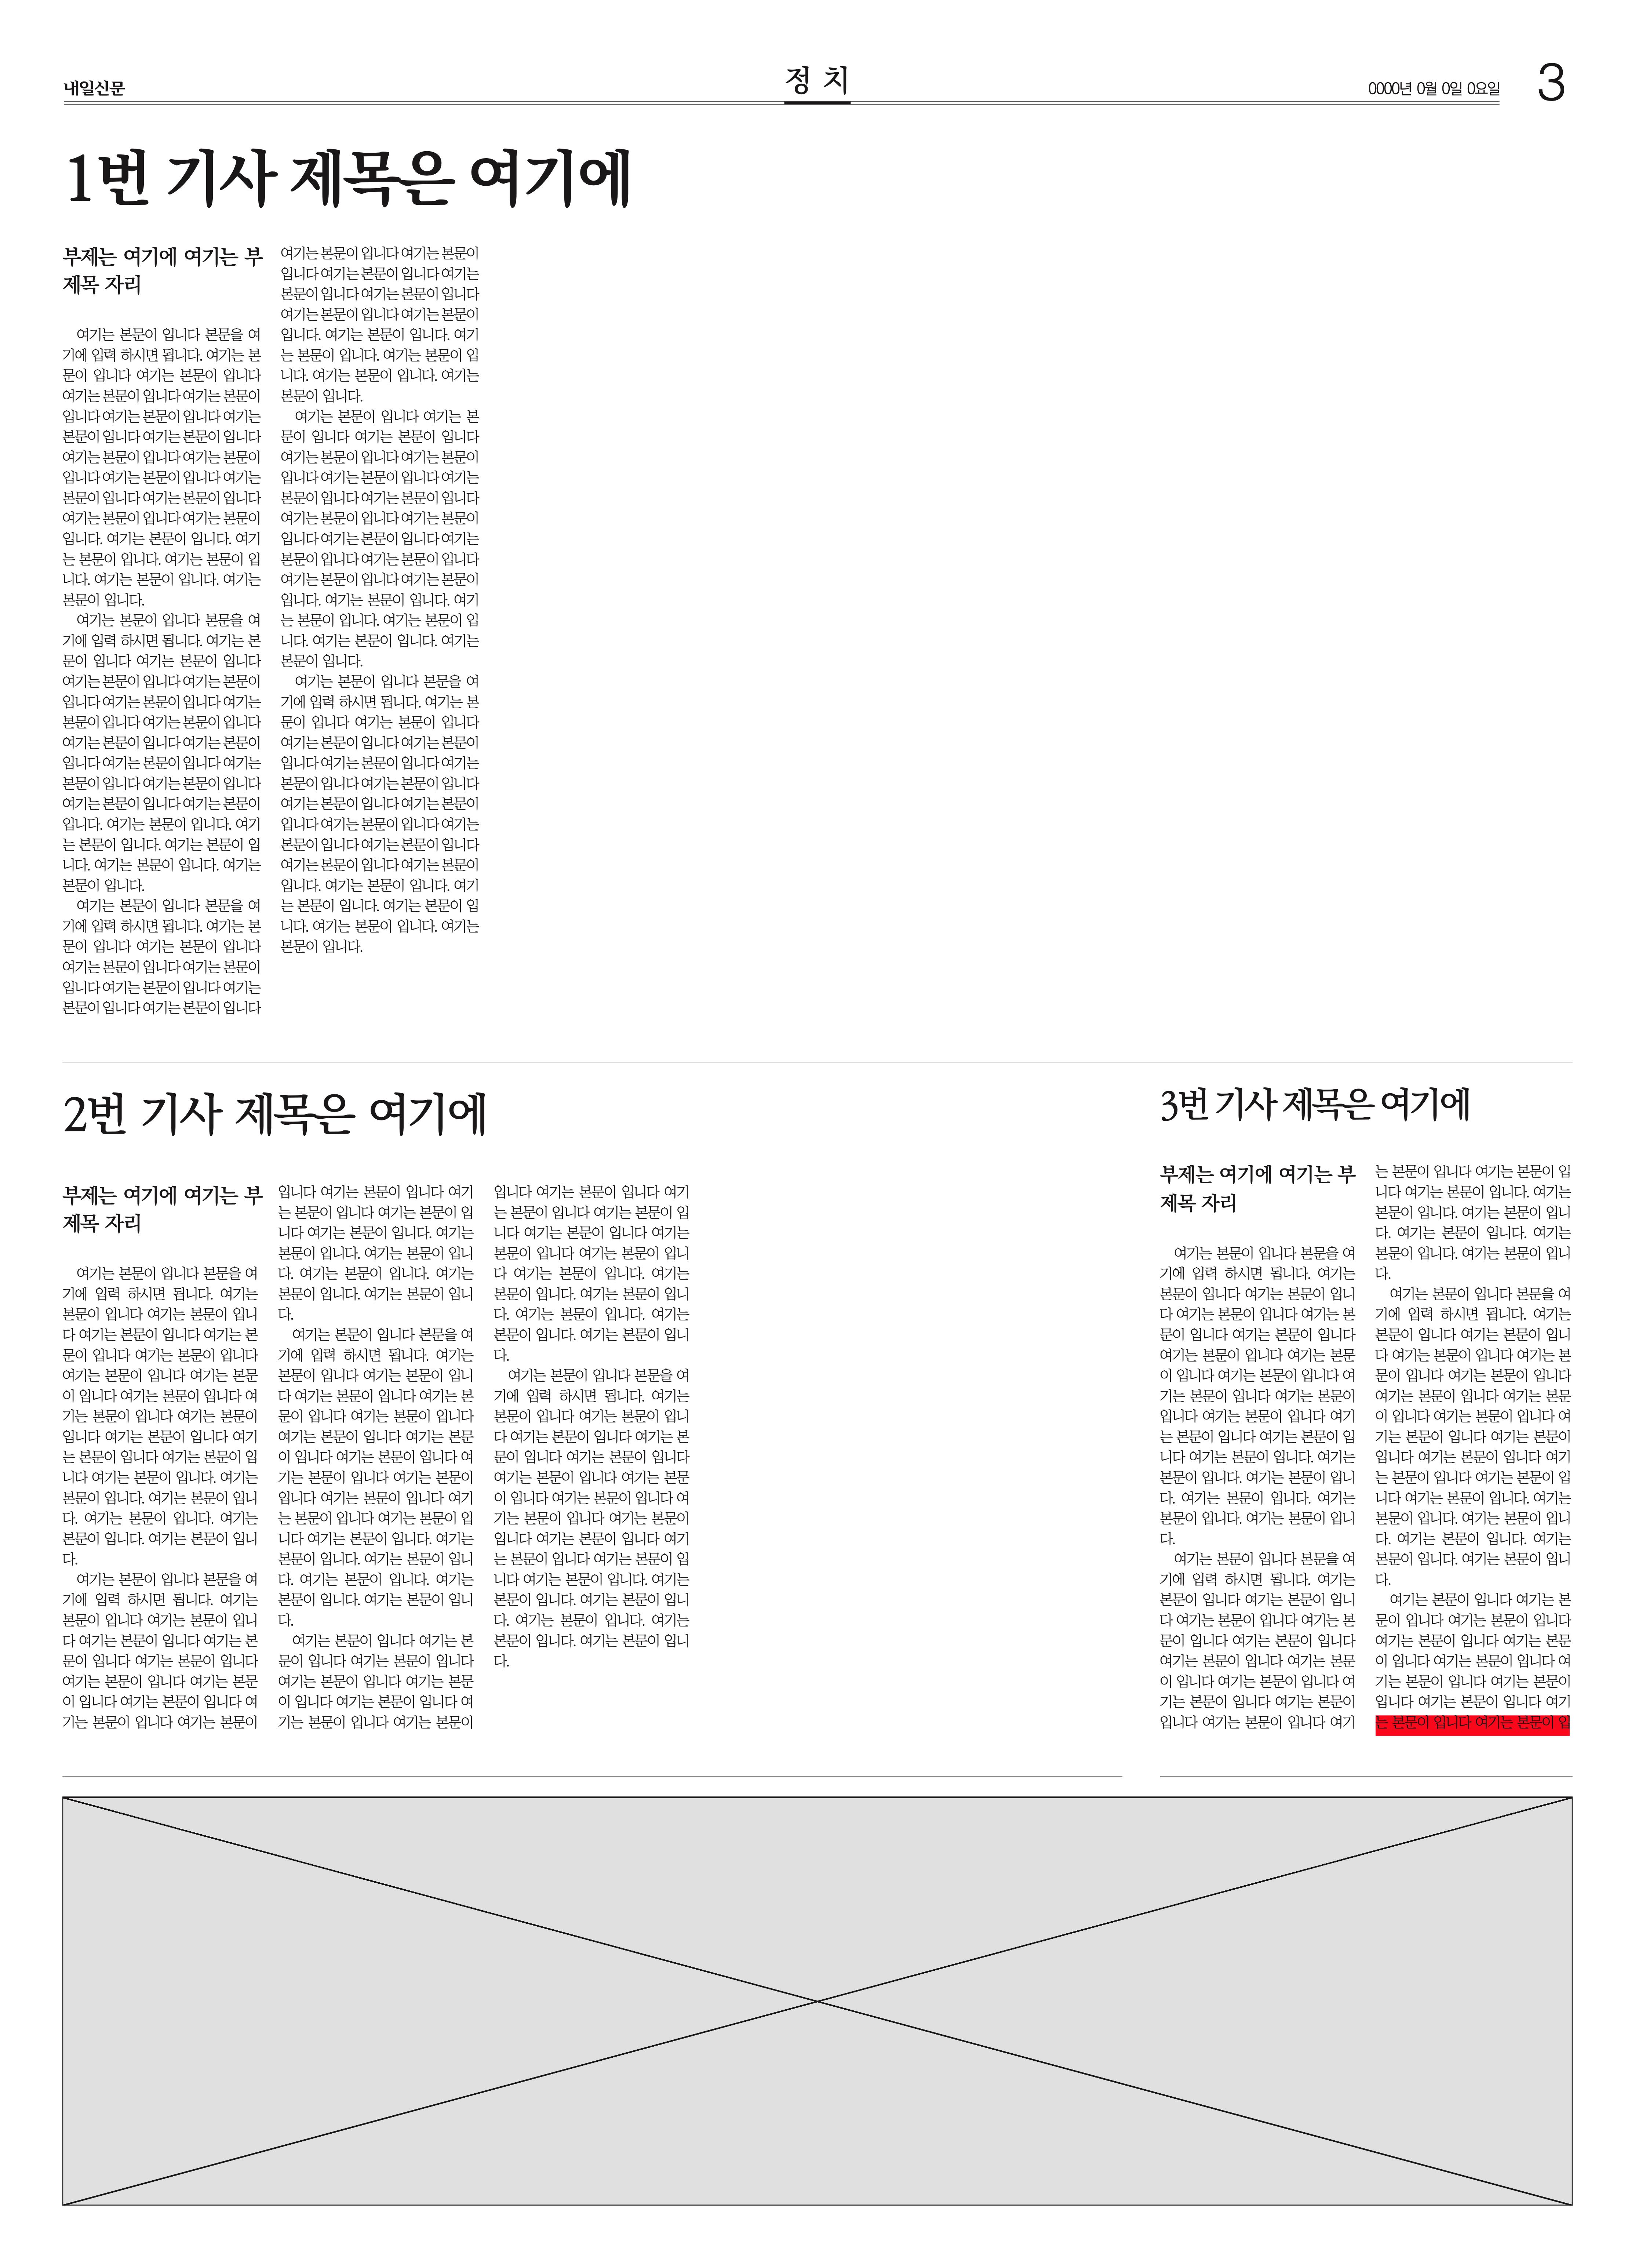 내일신문
정 치
0000년 0월 0일 0요일
3
1번 기사 제목은 여기에
부제는 여기에 여기는 부
제목 자리
여기는 본문이 입니다 본문을 여
기에 입력 하시면 됩니다. 여기는 본
문이 입니다 여기는 본문이 입니다
여기는 본문이 입니다 여기는 본문이
입니다 여기는 본문이 입니다 여기는
본문이 입니다 여기는 본문이 입니다
여기는 본문이 입니다 여기는 본문이
입니다 여기는 본문이 입니다 여기는
본문이 입니다 여기는 본문이 입니다
여기는 본문이 입니다 여기는 본문이
입니다. 여기는 본문이 입니다. 여기
는 본문이 입니다. 여기는 본문이 입
니다. 여기는 본문이 입니다. 여기는
본문이 입니다.
여기는 본문이 입니다 본문을 여
기에 입력 하시면 됩니다. 여기는 본
문이 입니다 여기는 본문이 입니다
여기는 본문이 입니다 여기는 본문이
입니다 여기는 본문이 입니다 여기는
본문이 입니다 여기는 본문이 입니다
여기는 본문이 입니다 여기는 본문이
입니다 여기는 본문이 입니다 여기는
본문이 입니다 여기는 본문이 입니다
여기는 본문이 입니다 여기는 본문이
입니다. 여기는 본문이 입니다. 여기
는 본문이 입니다. 여기는 본문이 입
니다. 여기는 본문이 입니다. 여기는
본문이 입니다.
여기는 본문이 입니다 본문을 여
기에 입력 하시면 됩니다. 여기는 본
문이 입니다 여기는 본문이 입니다
여기는 본문이 입니다 여기는 본문이
입니다 여기는 본문이 입니다 여기는
본문이 입니다 여기는 본문이 입니다
여기는 본문이 입니다 여기는 본문이
입니다 여기는 본문이 입니다 여기는
본문이 입니다 여기는 본문이 입니다
여기는 본문이 입니다 여기는 본문이
입니다. 여기는 본문이 입니다. 여기
는 본문이 입니다. 여기는 본문이 입
니다. 여기는 본문이 입니다. 여기는
본문이 입니다.
여기는 본문이 입니다 여기는 본
문이 입니다 여기는 본문이 입니다
여기는 본문이 입니다 여기는 본문이
입니다 여기는 본문이 입니다 여기는
본문이 입니다 여기는 본문이 입니다
여기는 본문이 입니다 여기는 본문이
입니다 여기는 본문이 입니다 여기는
본문이 입니다 여기는 본문이 입니다
여기는 본문이 입니다 여기는 본문이
입니다. 여기는 본문이 입니다. 여기
는 본문이 입니다. 여기는 본문이 입
니다. 여기는 본문이 입니다. 여기는
본문이 입니다.
여기는 본문이 입니다 본문을 여
기에 입력 하시면 됩니다. 여기는 본
문이 입니다 여기는 본문이 입니다
여기는 본문이 입니다 여기는 본문이
입니다 여기는 본문이 입니다 여기는
본문이 입니다 여기는 본문이 입니다
여기는 본문이 입니다 여기는 본문이
입니다 여기는 본문이 입니다 여기는
본문이 입니다 여기는 본문이 입니다
여기는 본문이 입니다 여기는 본문이
입니다. 여기는 본문이 입니다. 여기
는 본문이 입니다. 여기는 본문이 입
니다. 여기는 본문이 입니다. 여기는
본문이 입니다.
2번 기사 제목은 여기에
부제는 여기에 여기는 부
제목 자리
여기는 본문이 입니다 본문을 여
기에 입력 하시면 됩니다. 여기는
본문이 입니다 여기는 본문이 입니
다 여기는 본문이 입니다 여기는 본
문이 입니다 여기는 본문이 입니다
여기는 본문이 입니다 여기는 본문
이 입니다 여기는 본문이 입니다 여
기는 본문이 입니다 여기는 본문이
입니다 여기는 본문이 입니다 여기
는 본문이 입니다 여기는 본문이 입
니다 여기는 본문이 입니다. 여기는
본문이 입니다. 여기는 본문이 입니
다. 여기는 본문이 입니다. 여기는
본문이 입니다. 여기는 본문이 입니
다.
여기는 본문이 입니다 본문을 여
기에 입력 하시면 됩니다. 여기는
본문이 입니다 여기는 본문이 입니
다 여기는 본문이 입니다 여기는 본
문이 입니다 여기는 본문이 입니다
여기는 본문이 입니다 여기는 본문
이 입니다 여기는 본문이 입니다 여
기는 본문이 입니다 여기는 본문이
입니다 여기는 본문이 입니다 여기
는 본문이 입니다 여기는 본문이 입
니다 여기는 본문이 입니다. 여기는
본문이 입니다. 여기는 본문이 입니
다. 여기는 본문이 입니다. 여기는
본문이 입니다. 여기는 본문이 입니
다.
여기는 본문이 입니다 본문을 여
기에 입력 하시면 됩니다. 여기는
본문이 입니다 여기는 본문이 입니
다 여기는 본문이 입니다 여기는 본
문이 입니다 여기는 본문이 입니다
여기는 본문이 입니다 여기는 본문
이 입니다 여기는 본문이 입니다 여
기는 본문이 입니다 여기는 본문이
입니다 여기는 본문이 입니다 여기
는 본문이 입니다 여기는 본문이 입
니다 여기는 본문이 입니다. 여기는
본문이 입니다. 여기는 본문이 입니
다. 여기는 본문이 입니다. 여기는
본문이 입니다. 여기는 본문이 입니
다.
여기는 본문이 입니다 여기는 본
문이 입니다 여기는 본문이 입니다
여기는 본문이 입니다 여기는 본문
이 입니다 여기는 본문이 입니다 여
기는 본문이 입니다 여기는 본문이
입니다 여기는 본문이 입니다 여기
는 본문이 입니다 여기는 본문이 입
니다 여기는 본문이 입니다 여기는
본문이 입니다 여기는 본문이 입니
다 여기는 본문이 입니다. 여기는
본문이 입니다. 여기는 본문이 입니
다. 여기는 본문이 입니다. 여기는
본문이 입니다. 여기는 본문이 입니
다.
여기는 본문이 입니다 본문을 여
기에 입력 하시면 됩니다. 여기는
본문이 입니다 여기는 본문이 입니
다 여기는 본문이 입니다 여기는 본
문이 입니다 여기는 본문이 입니다
여기는 본문이 입니다 여기는 본문
이 입니다 여기는 본문이 입니다 여
기는 본문이 입니다 여기는 본문이
입니다 여기는 본문이 입니다 여기
는 본문이 입니다 여기는 본문이 입
니다 여기는 본문이 입니다. 여기는
본문이 입니다. 여기는 본문이 입니
다. 여기는 본문이 입니다. 여기는
본문이 입니다. 여기는 본문이 입니
다.
3번 기사 제목은 여기에
부제는 여기에 여기는 부
제목 자리
여기는 본문이 입니다 본문을 여
기에 입력 하시면 됩니다. 여기는
본문이 입니다 여기는 본문이 입니
다 여기는 본문이 입니다 여기는 본
문이 입니다 여기는 본문이 입니다
여기는 본문이 입니다 여기는 본문
이 입니다 여기는 본문이 입니다 여
기는 본문이 입니다 여기는 본문이
입니다 여기는 본문이 입니다 여기
는 본문이 입니다 여기는 본문이 입
니다 여기는 본문이 입니다. 여기는
본문이 입니다. 여기는 본문이 입니
다. 여기는 본문이 입니다. 여기는
본문이 입니다. 여기는 본문이 입니
다.
여기는 본문이 입니다 본문을 여
기에 입력 하시면 됩니다. 여기는
본문이 입니다 여기는 본문이 입니
다 여기는 본문이 입니다 여기는 본
문이 입니다 여기는 본문이 입니다
여기는 본문이 입니다 여기는 본문
이 입니다 여기는 본문이 입니다 여
기는 본문이 입니다 여기는 본문이
입니다 여기는 본문이 입니다 여기
는 본문이 입니다 여기는 본문이 입
니다 여기는 본문이 입니다. 여기는
본문이 입니다. 여기는 본문이 입니
다. 여기는 본문이 입니다. 여기는
본문이 입니다. 여기는 본문이 입니
다.
여기는 본문이 입니다 본문을 여
기에 입력 하시면 됩니다. 여기는
본문이 입니다 여기는 본문이 입니
다 여기는 본문이 입니다 여기는 본
문이 입니다 여기는 본문이 입니다
여기는 본문이 입니다 여기는 본문
이 입니다 여기는 본문이 입니다 여
기는 본문이 입니다 여기는 본문이
입니다 여기는 본문이 입니다 여기
는 본문이 입니다 여기는 본문이 입
니다 여기는 본문이 입니다. 여기는
본문이 입니다. 여기는 본문이 입니
다. 여기는 본문이 입니다. 여기는
본문이 입니다. 여기는 본문이 입니
다.
여기는 본문이 입니다 여기는 본
문이 입니다 여기는 본문이 입니다
여기는 본문이 입니다 여기는 본문
이 입니다 여기는 본문이 입니다 여
기는 본문이 입니다 여기는 본문이
입니다 여기는 본문이 입니다 여기
는 본문이 입니다 여기는 본문이 입